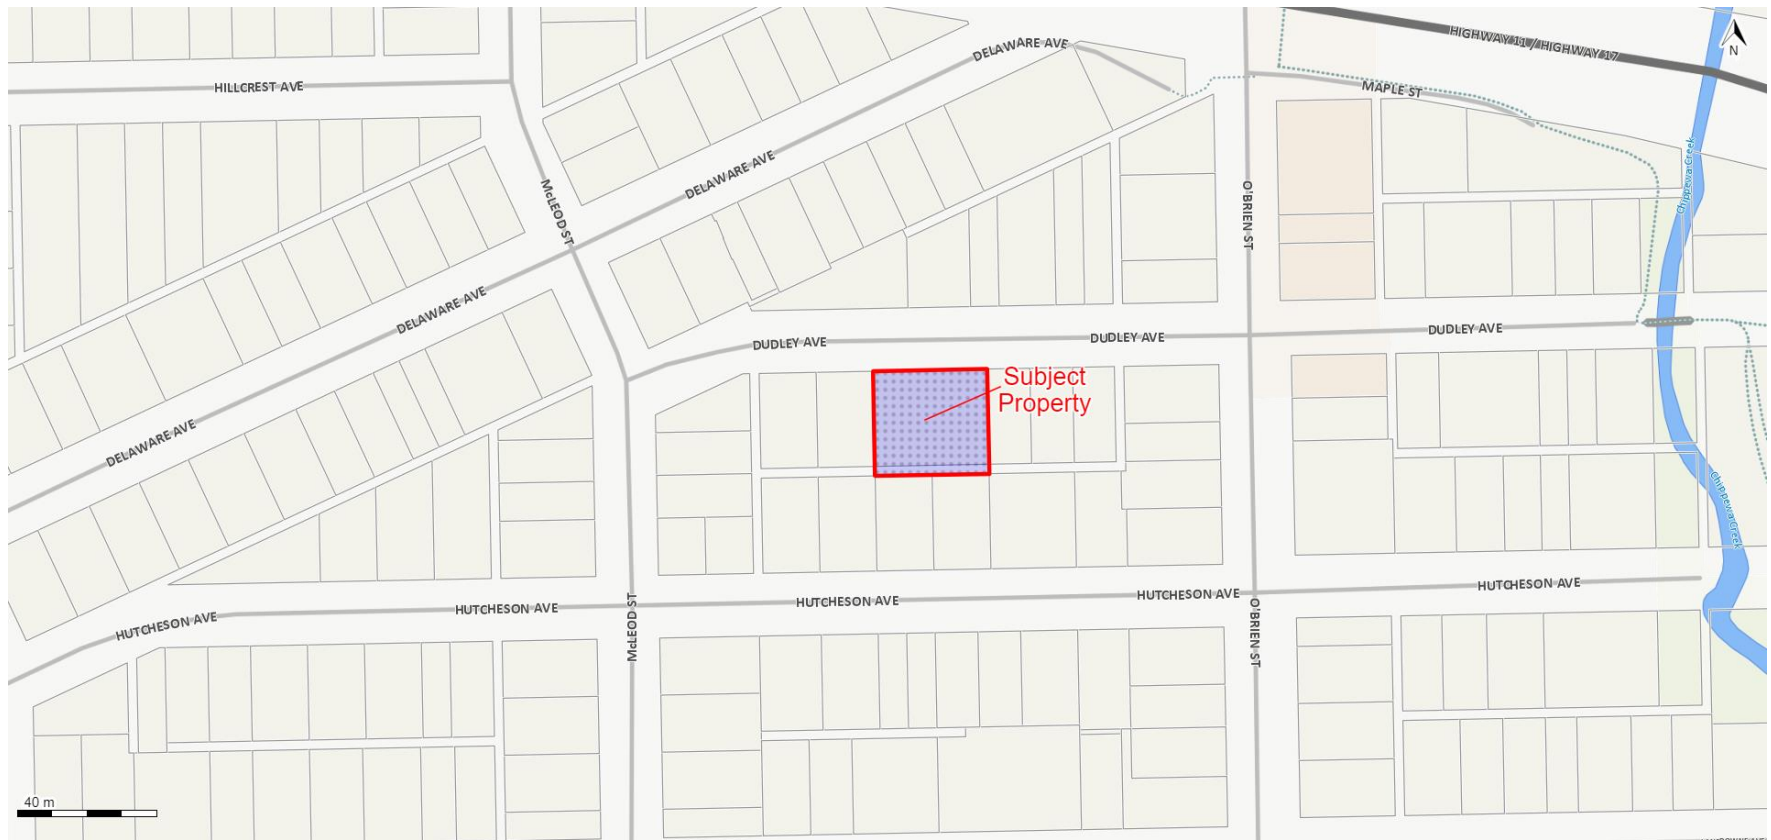 HIGHWAY 11 / HIGHWAY 17
N
DELAWARE AVE
HILLCREST AVE
MAPLE ST
Chippewa Creek
DELAWARE AVE
McLEOD ST
O'BRIEN ST
DELAWARE AVE
DUDLEY AVE
DUDLEY AVE
DUDLEY AVE
Subject
Property
DELAWARE AVE
Chippewa Creek
HUTCHESON AVE
HUTCHESON AVE
HUTCHESON AVE
HUTCHESON AVE
HUTCHESON AVE
McLEOD ST
O'BRIEN ST
40 m